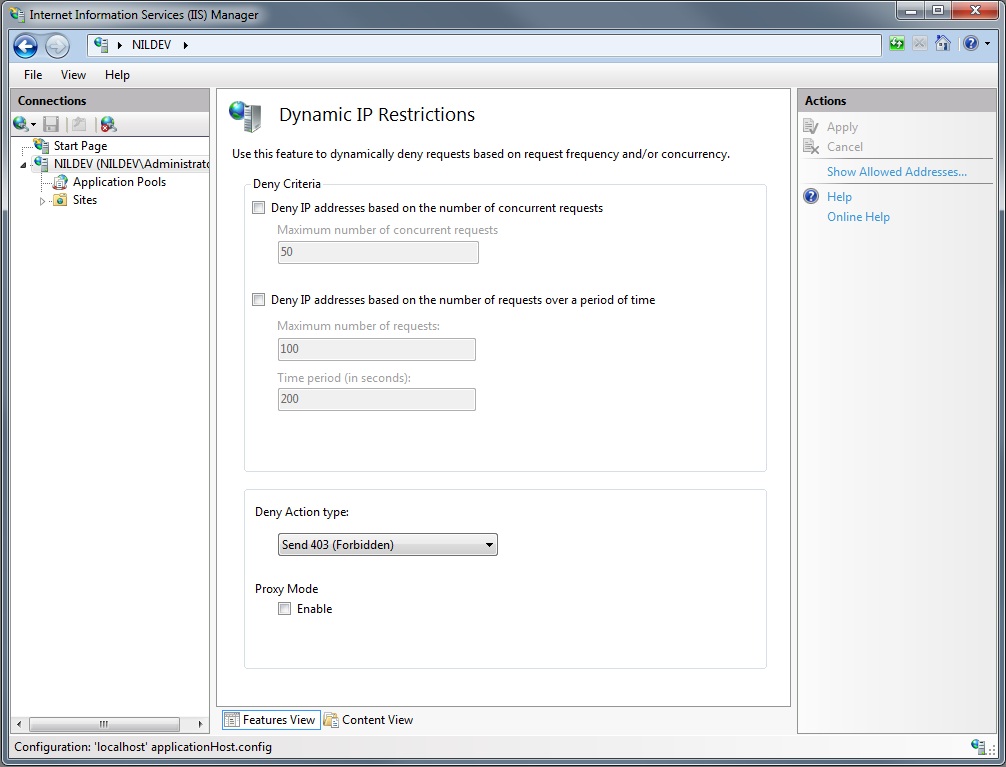 Internet Information Services (IIS) Manager
NILDEV
File View Help
Connections
Start Page
NILDEV (NILDEV\Administrato
Application Pools
Sites
Dynamic IP Restrictions
Use this feature to dynamically deny requests based on request frequency and/or concurrency.
Deny Criteria
Deny IP addresses based on the number of concurrent requests
Maximum number of concurrent requests
50
Deny IP addresses based on the number of requests over a period of time
Maximum number of requests:
100
Time period (in seconds):
200
Deny Action type:
Send 403 (Forbidden)
Proxy Mode
Enable
Features View Content View
Actions
Apply
Cancel
Show Allowed Addresses...
Help
Online Help
Configuration: 'localhost' applicationHost.config